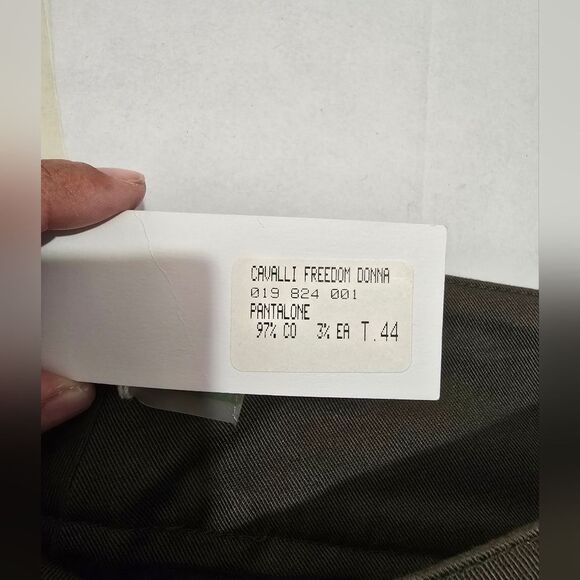 CAVALLI FREEDOM DONNA
019 824 001
PANTALONE
97% CO 3% EA T.44